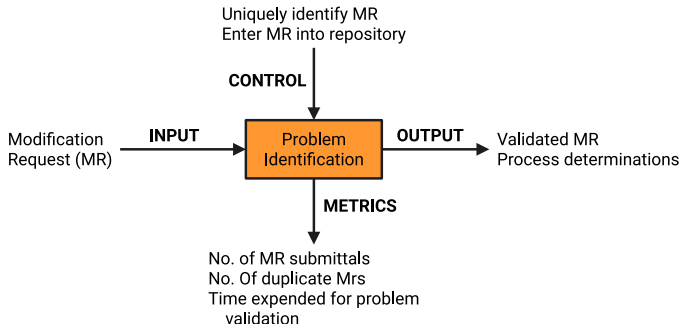 Uniquely identify MR
Enter MR into repository
CONTROL
Modification
Request (MR)
INPUT
Problem
Identification
OUTPUT
Validated MR
Process determinations
METRICS
No. of MR submittals
No. Of duplicate Mrs
Time expended for problem
validation